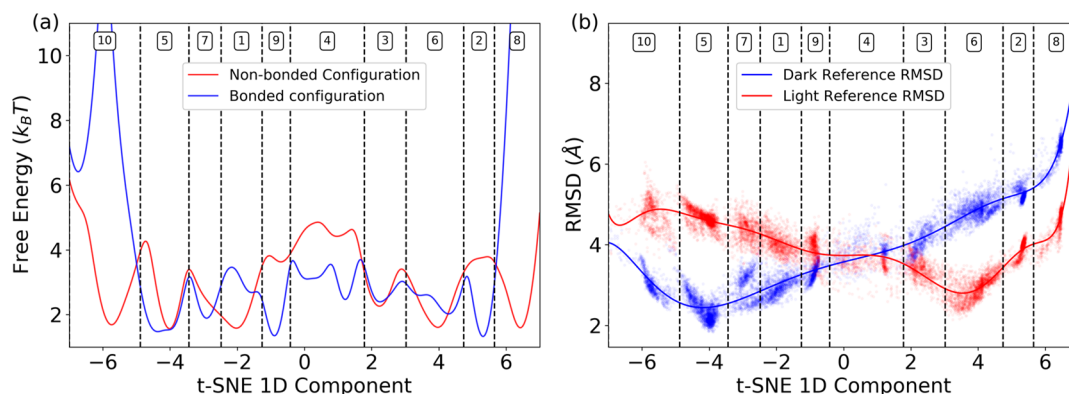 (a)
10 5 7 1 9 4 3 6 2 8
Non-bonded Configuration
Bonded configuration
Free Energy (k_BT)
10
8
6
4
2
−6 −4 −2 0 2 4 6
t-SNE 1D Component
(b)
10 5 7 1 9 4 3 6 2 8
Dark Reference RMSD
Light Reference RMSD
RMSD (Å)
8
6
4
2
−6 −4 −2 0 2 4 6
t-SNE 1D Component